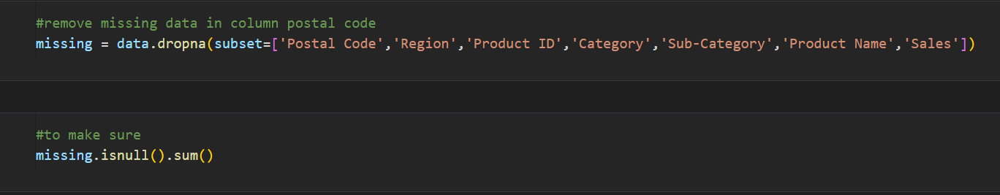 #remove missing data in column postal code
missing = data.dropna(subset=['Postal Code','Region','Product ID','Category','Sub-Category','Product Name','Sales'])
#to make sure
missing.isnull().sum()